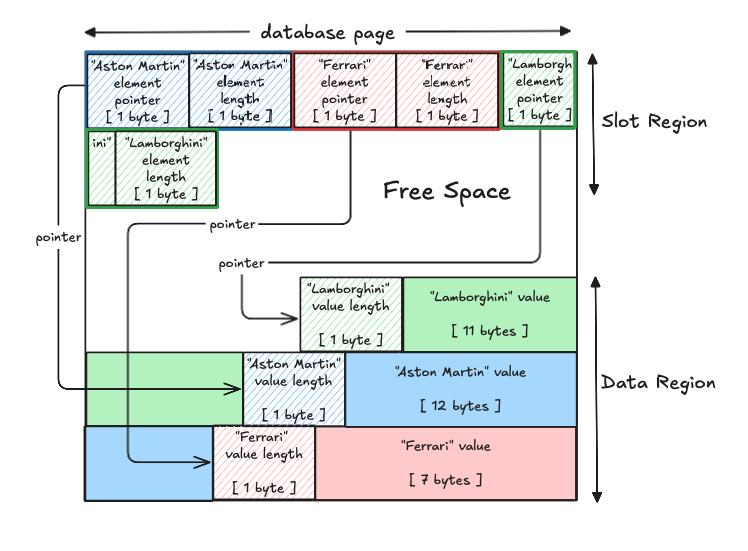 database page
"Aston Martin"
element
pointer
[ 1 byte ]
"Aston Martin"
element
length
[ 1 byte ]
"Ferrari"
element
pointer
[ 1 byte ]
"Ferrari"
element
length
[ 1 byte ]
"Lamborgh
element
pointer
[ 1 byte ]
Slot Region
ini"
"Lamborghini"
element
length
[ 1 byte ]
Free Space
pointer
pointer
pointer
"Lamborghini"
value length
[ 1 byte ]
"Lamborghini" value
[ 11 bytes ]
"Aston Martin"
value length
[ 1 byte ]
"Aston Martin" value
[ 12 bytes ]
Data Region
"Ferrari"
value length
[ 1 byte ]
"Ferrari" value
[ 7 bytes ]